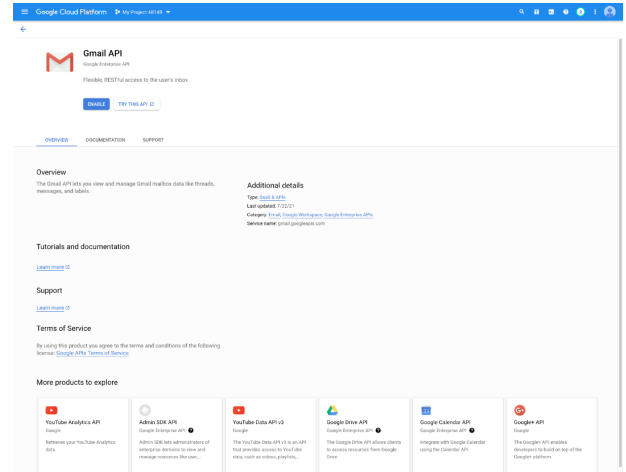 Google Cloud Platform
My Project 48149
Gmail API
Google Enterprise API
Flexible, RESTful access to the user's inbox
ENABLE
TRY THIS API
OVERVIEW
DOCUMENTATION
SUPPORT
Overview
The Gmail API lets you view and manage Gmail mailbox data like threads,
messages, and labels.
Additional details
Type: SaaS & APIs
Last updated: 7/22/21
Category: Email, Google Workspace, Google Enterprise APIs
Service name: gmail.googleapis.com
Tutorials and documentation
Learn more
Support
Learn more
Terms of Service
By using this product you agree to the terms and conditions of the following
license: Google APIs Terms of Service
More products to explore
YouTube Analytics API
Google
Retrieves your YouTube Analytics
data.
Admin SDK API
Google Enterprise API
Admin SDK lets administrators of
enterprise domains to view and
manage resources like user,...
YouTube Data API v3
Google
The YouTube Data API v3 is an API
that provides access to YouTube
data, such as videos, playlists,...
Google Drive API
Google Enterprise API
The Google Drive API allows clients
to access resources from Google
Drive
Google Calendar API
Google Enterprise API
Integrate with Google Calendar
using the Calendar API.
Google+ API
Google
The Google+ API enables
developers to build on top of the
Google+ platform